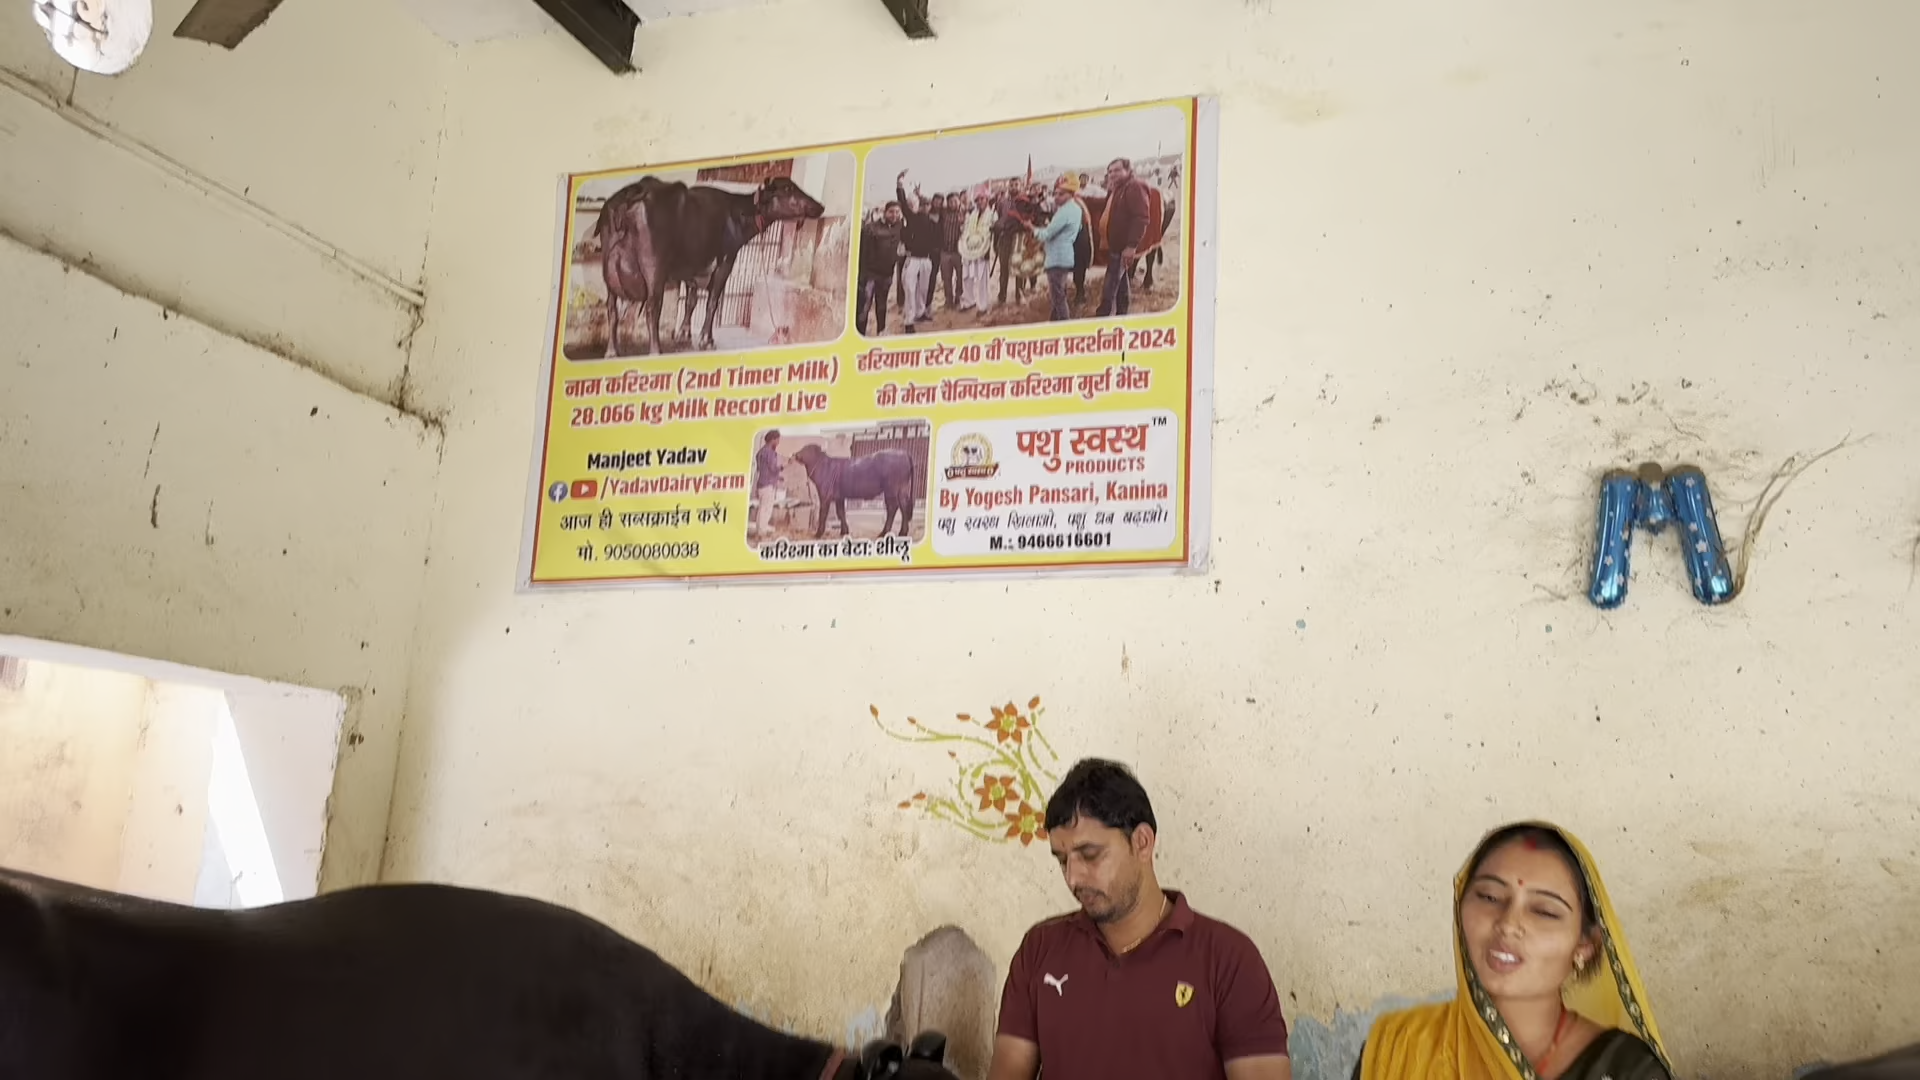 नाम करिश्मा (2nd Timer Milk)
28.066 kg Milk Record Live
हरियाणा स्टेट 40 वीं पशुधन प्रदर्शनी 2024
की मेला चैम्पियन करिश्मा मुर्रा भैंस
Manjeet Yadav
/YadavDairyFarm
आज ही सब्सक्राईब करें।
मो. 9050080038
करिश्मा का बेटा: शीलू
पशु स्वस्थ TM
PRODUCTS
By Yogesh Pansari, Kanina
पशु स्वस्थ खिलाओ, पशु धन बढ़ाओ।
M.: 9466616601
M